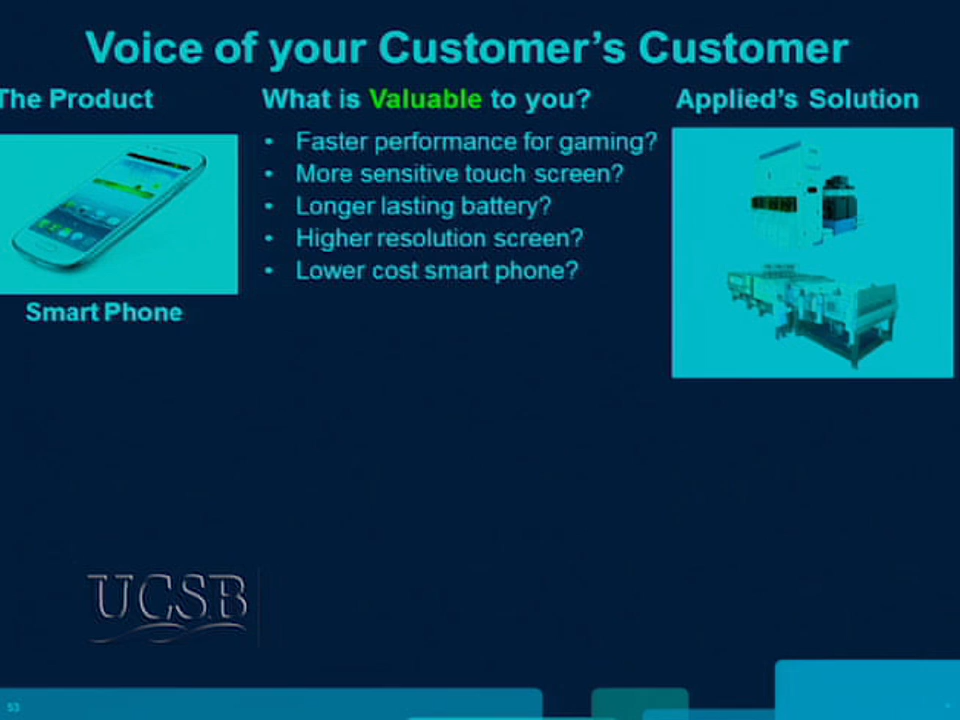 Voice of your Customer's Customer
The Product
What is Valuable to you?
Applied's Solution
• Faster performance for gaming?
• More sensitive touch screen?
• Longer lasting battery?
• Higher resolution screen?
• Lower cost smart phone?
Smart Phone
UCSB
53